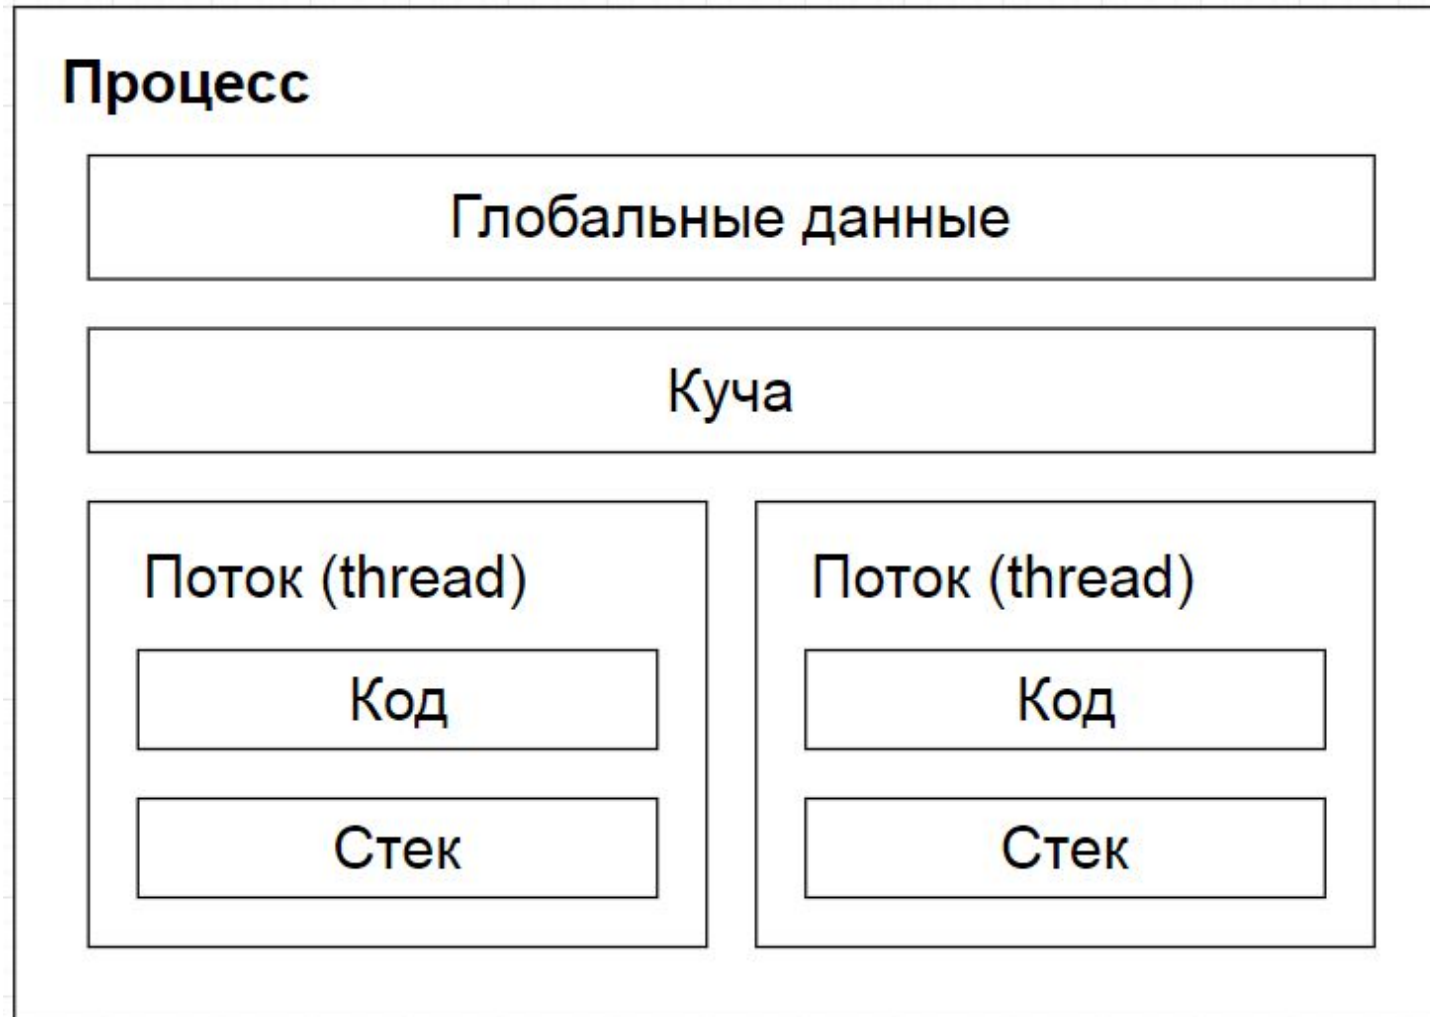 Процесс
Глобальные данные
Куча
Поток (thread)
Код
Стек
Поток (thread)
Код
Стек